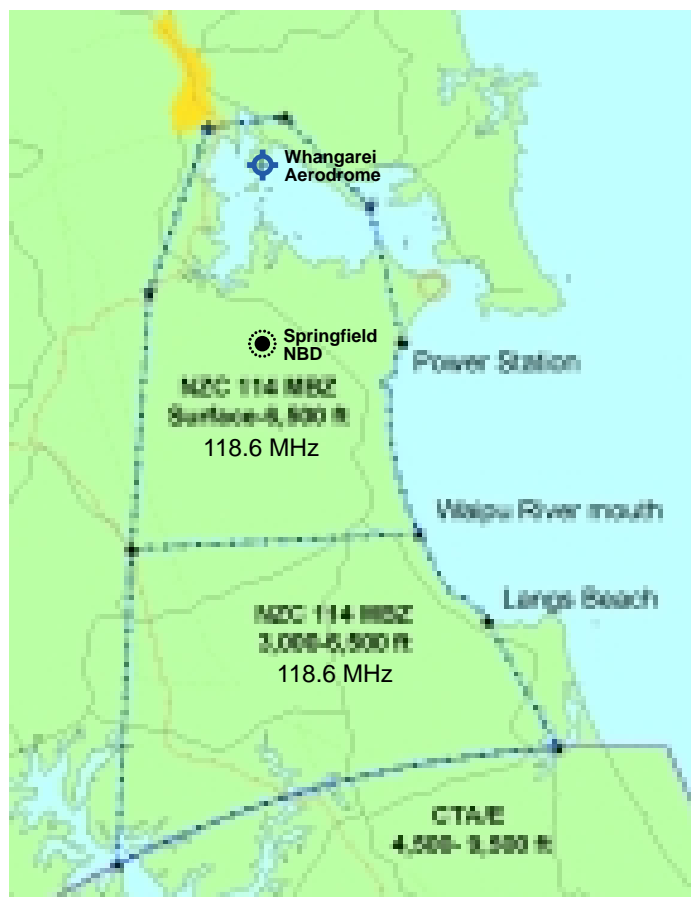 Whangarei
Aerodrome
Springfield
NBD
Power Station
NZC 114 MBZ
Surface-6,500 ft
118.6 MHz
Waipu River mouth
Langs Beach
NZC 114 MBZ
3,000-6,500 ft
118.6 MHz
CTA/E
4,500- 9,500 ft